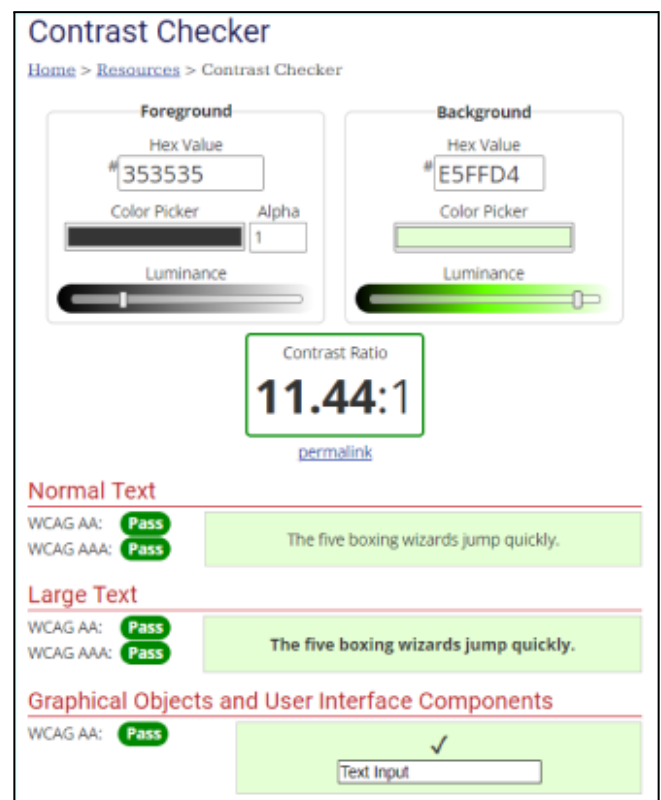 Contrast Checker
Home > Resources > Contrast Checker
Foreground
Hex Value
#353535
Color Picker Alpha
1
Luminance
Background
Hex Value
#E5FFD4
Color Picker
Luminance
Contrast Ratio
11.44:1
permalink
Normal Text
WCAG AA: Pass
WCAG AAA: Pass
The five boxing wizards jump quickly.
Large Text
WCAG AA: Pass
WCAG AAA: Pass
The five boxing wizards jump quickly.
Graphical Objects and User Interface Components
WCAG AA: Pass
✓
Text Input